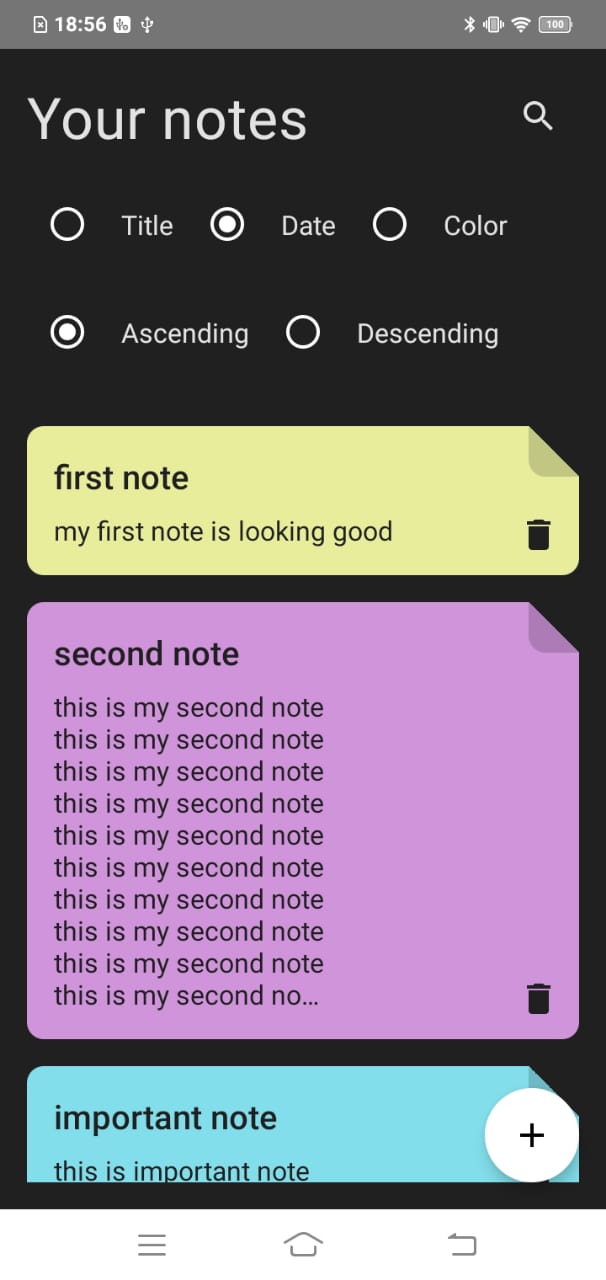 18:56
100
Your notes
Title Date Color
Ascending Descending
first note
my first note is looking good
second note
this is my second note
this is my second note
this is my second note
this is my second note
this is my second note
this is my second note
this is my second note
this is my second note
this is my second note
this is my second no...
important note
this is important note